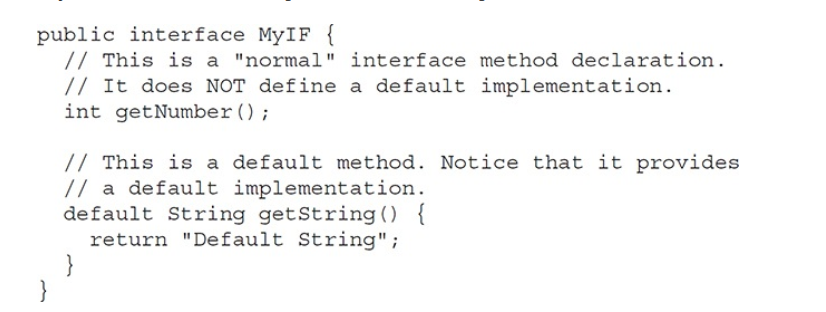 public interface MyIF {
// This is a "normal" interface method declaration.
// It does NOT define a default implementation.
int getNumber();
// This is a default method. Notice that it provides
// a default implementation.
default String getString() {
return "Default String";
}
}